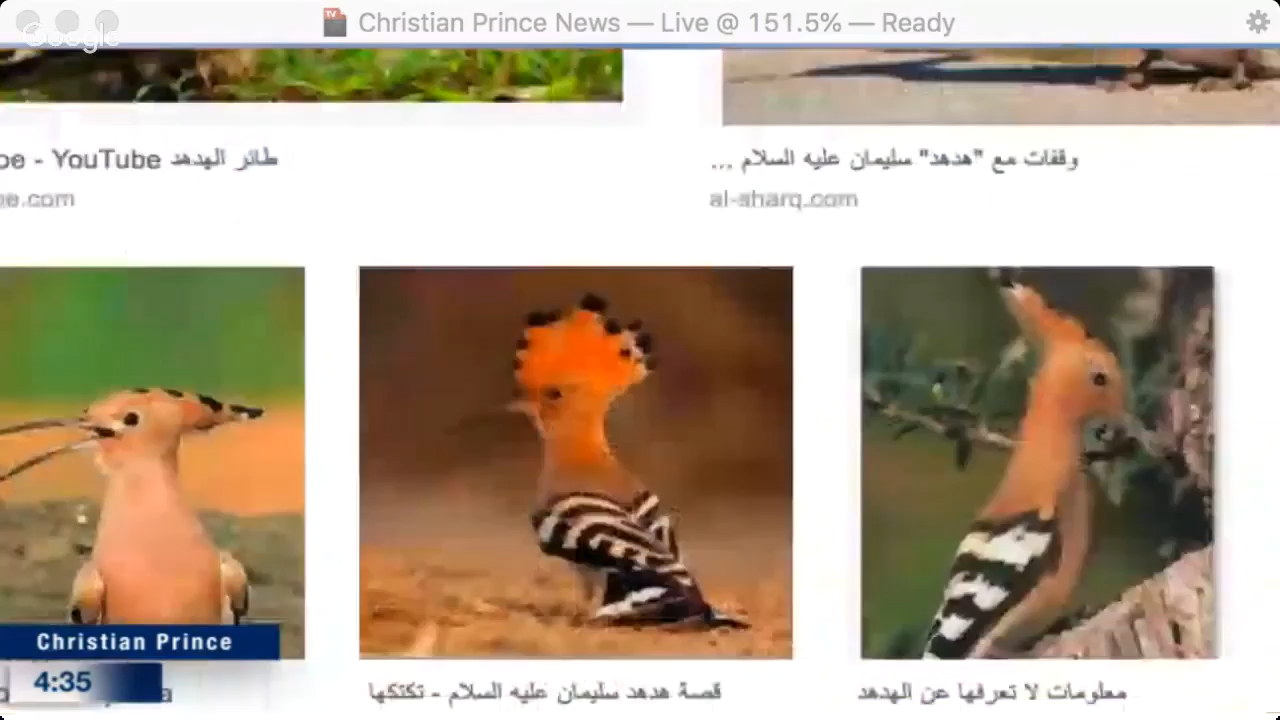 Christian Prince News — Live @ 151.5% — Ready
Google
طائر الهدهد YouTube -
وقفات مع "هدهد" سليمان عليه السلام ...
e.com
al-sharq.com
Christian Prince
4:35
قصة هدهد سليمان عليه السلام - تكتكها
معلومات لا تعرفها عن الهدهد